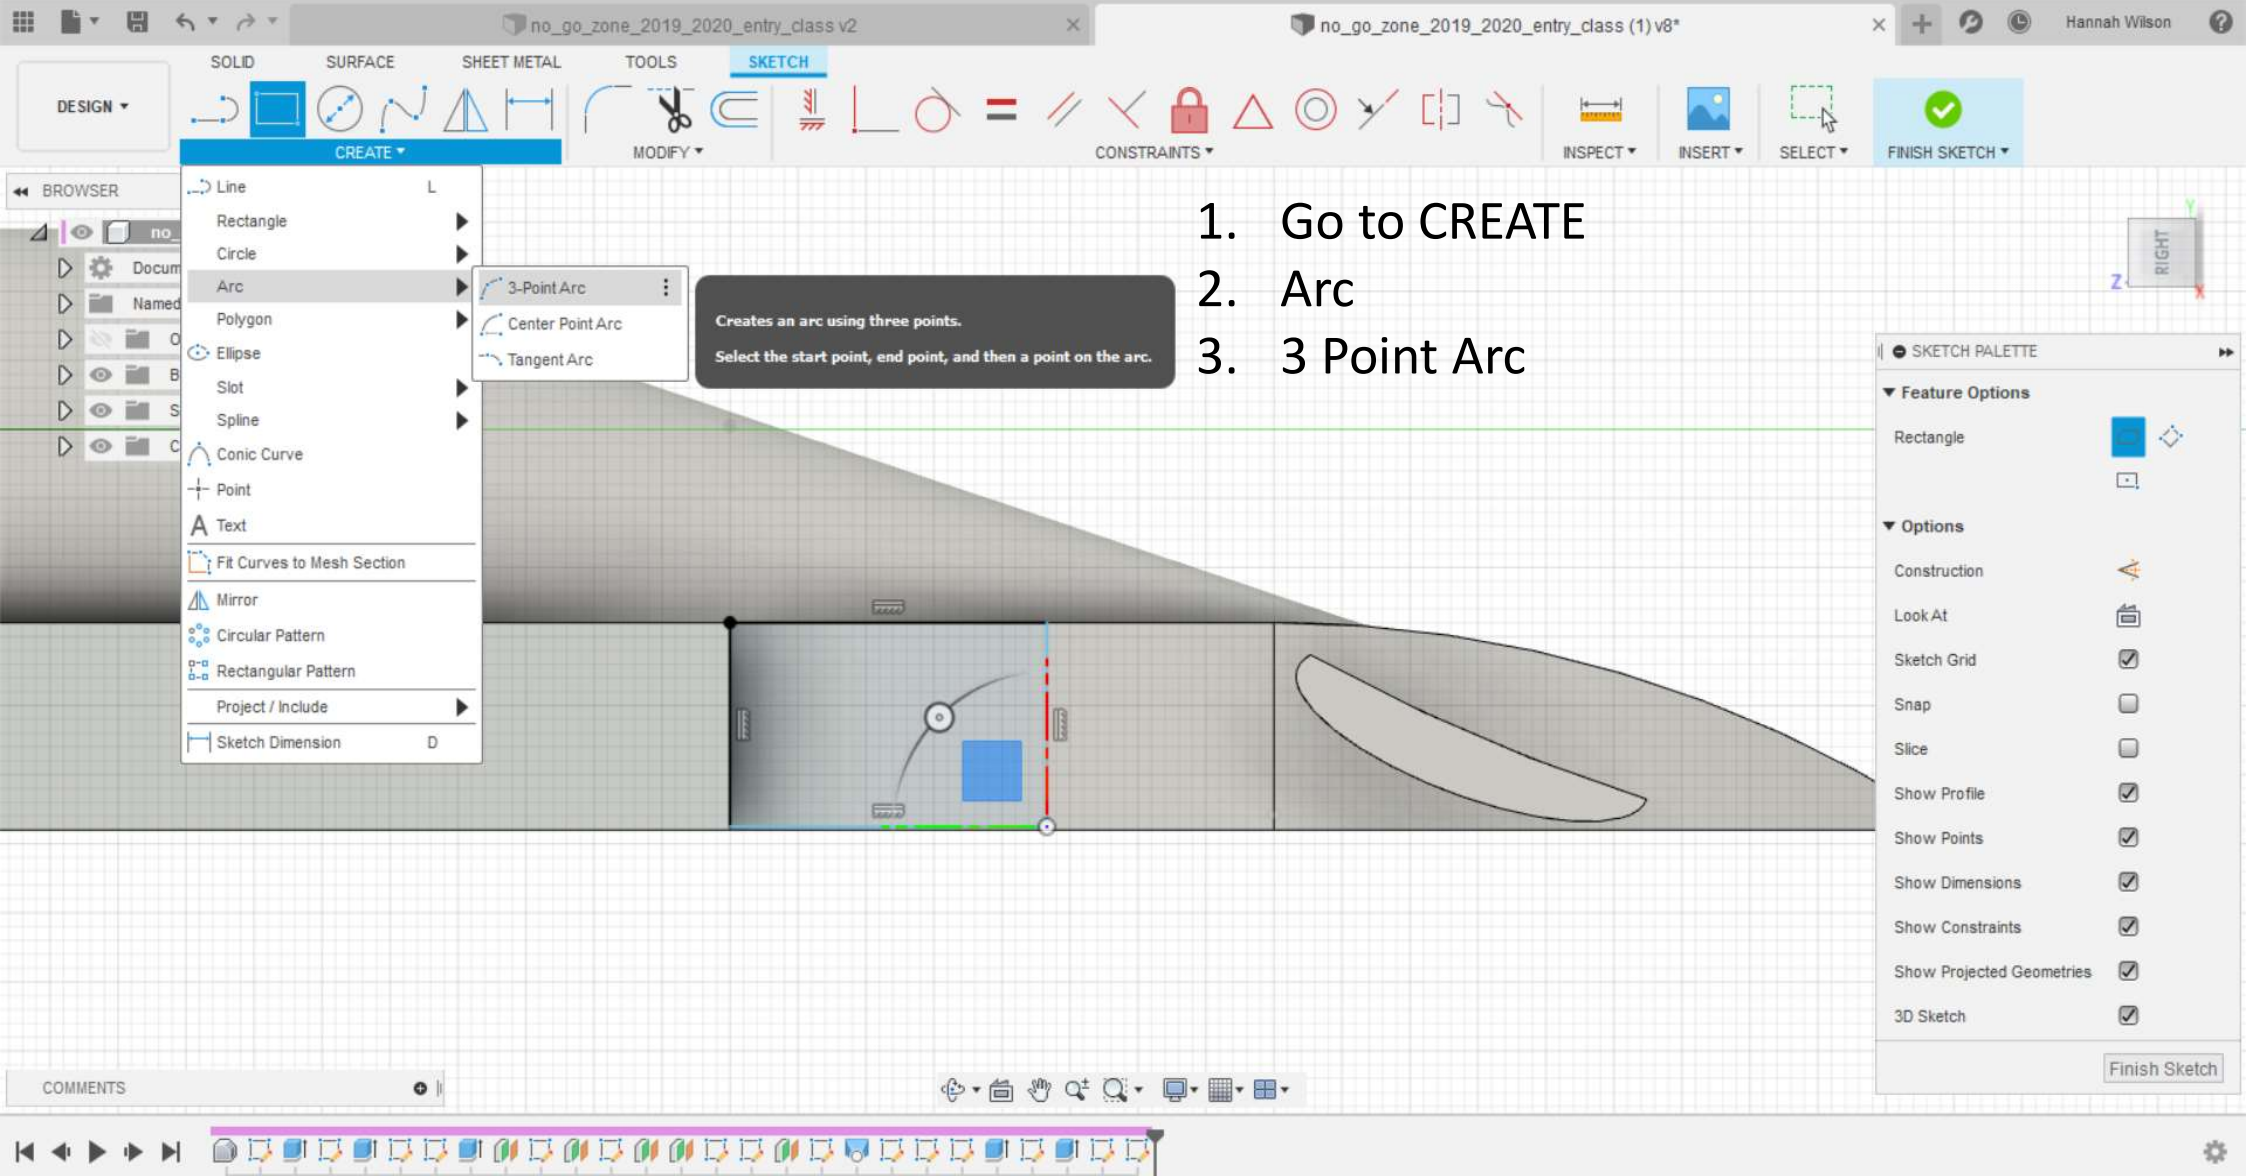 no_go_zone_2019_2020_entry_class v2
no_go_zone_2019_2020_entry_class (1) v8*
Hannah Wilson
SOLID
SURFACE
SHEET METAL
TOOLS
SKETCH
DESIGN
CREATE
MODIFY
CONSTRAINTS
INSPECT
INSERT
SELECT
FINISH SKETCH
BROWSER
no_
Docum
Named
O
B
S
C
Line L
Rectangle
Circle
Arc
Polygon
Ellipse
Slot
Spline
Conic Curve
Point
Text
Fit Curves to Mesh Section
Mirror
Circular Pattern
Rectangular Pattern
Project / Include
Sketch Dimension D
3-Point Arc
Center Point Arc
Tangent Arc
Creates an arc using three points.
Select the start point, end point, and then a point on the arc.
1. Go to CREATE
2. Arc
3. 3 Point Arc
Y
RIGHT
Z
X
SKETCH PALETTE
Feature Options
Rectangle
Options
Construction
Look At
Sketch Grid
Snap
Slice
Show Profile
Show Points
Show Dimensions
Show Constraints
Show Projected Geometries
3D Sketch
Finish Sketch
COMMENTS